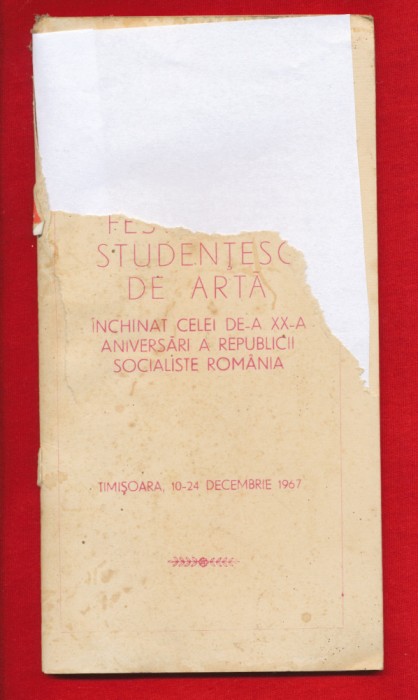 STUDENȚESC
DE ARTĂ
ÎNCHINAT CELEI DE-A XX-A
ANIVERSĂRI A REPUBLICII
SOCIALISTE ROMÂNIA
TIMIȘOARA, 10-24 DECEMBRIE 1967